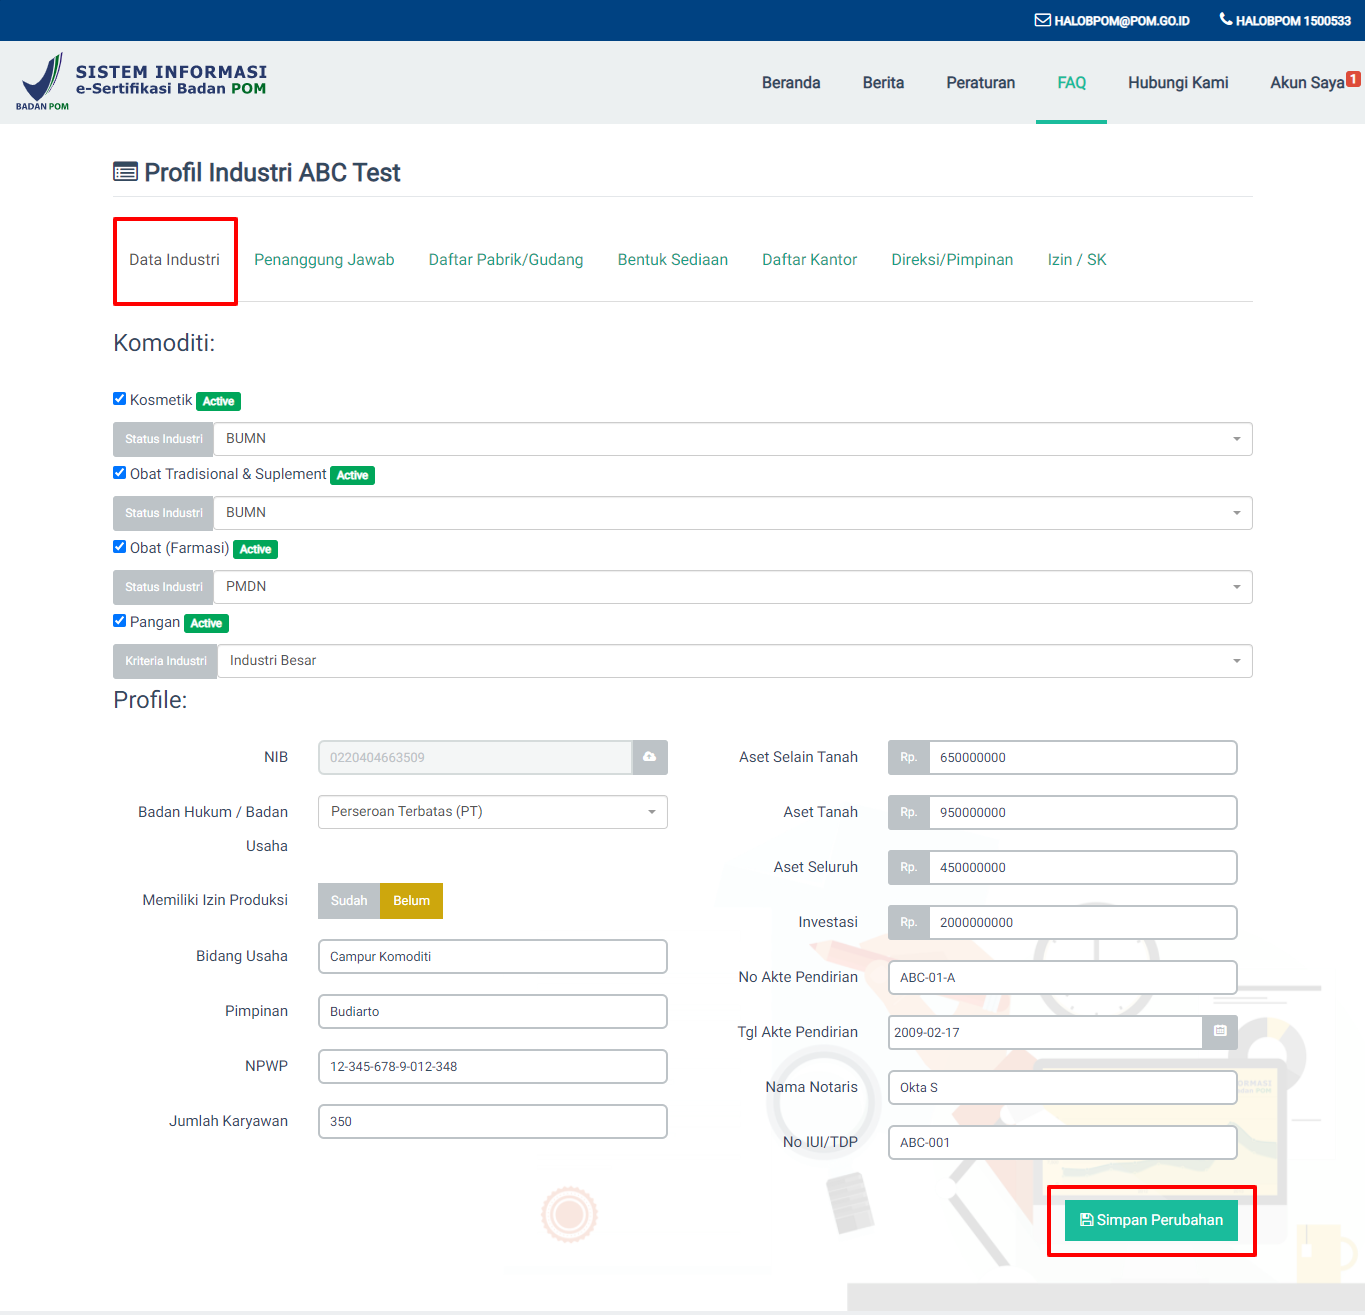 HALOBPOM@POM.GO.ID HALOBPOM 1500533
SISTEM INFORMASI
e-Sertifikasi Badan POM
BADAN POM
Beranda Berita Peraturan FAQ Hubungi Kami Akun Saya 1
Profil Industri ABC Test
Data Industri Penanggung Jawab Daftar Pabrik/Gudang Bentuk Sediaan Daftar Kantor Direksi/Pimpinan Izin / SK
Komoditi:
Kosmetik Active
Status Industri BUMN
Obat Tradisional & Suplement Active
Status Industri BUMN
Obat (Farmasi) Active
Status Industri PMDN
Pangan Active
Kriteria Industri Industri Besar
Profile:
NIB 0220404663509
Badan Hukum / Badan
Usaha
Perseroan Terbatas (PT)
Memiliki Izin Produksi Sudah Belum
Bidang Usaha Campur Komoditi
Pimpinan Budiarto
NPWP 12-345-678-9-012-348
Jumlah Karyawan 350
Aset Selain Tanah Rp. 650000000
Aset Tanah Rp. 950000000
Aset Seluruh Rp. 450000000
Investasi Rp. 2000000000
No Akte Pendirian ABC-01-A
Tgl Akte Pendirian 2009-02-17
Nama Notaris Okta S
No IUI/TDP ABC-001
Simpan Perubahan